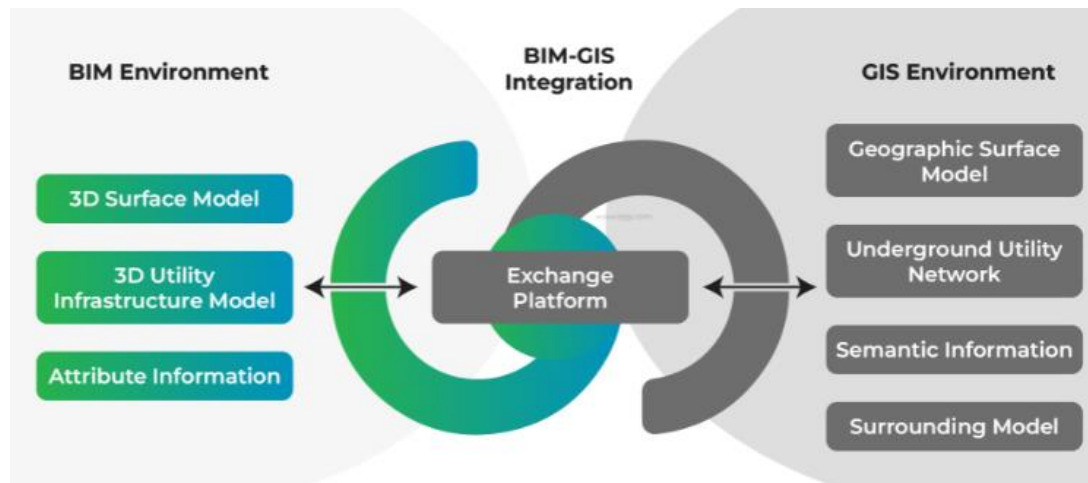 BIM Environment
BIM-GIS
Integration
GIS Environment
3D Surface Model
3D Utility
Infrastructure Model
Attribute Information
Exchange
Platform
Geographic Surface
Model
Underground Utility
Network
Semantic Information
Surrounding Model